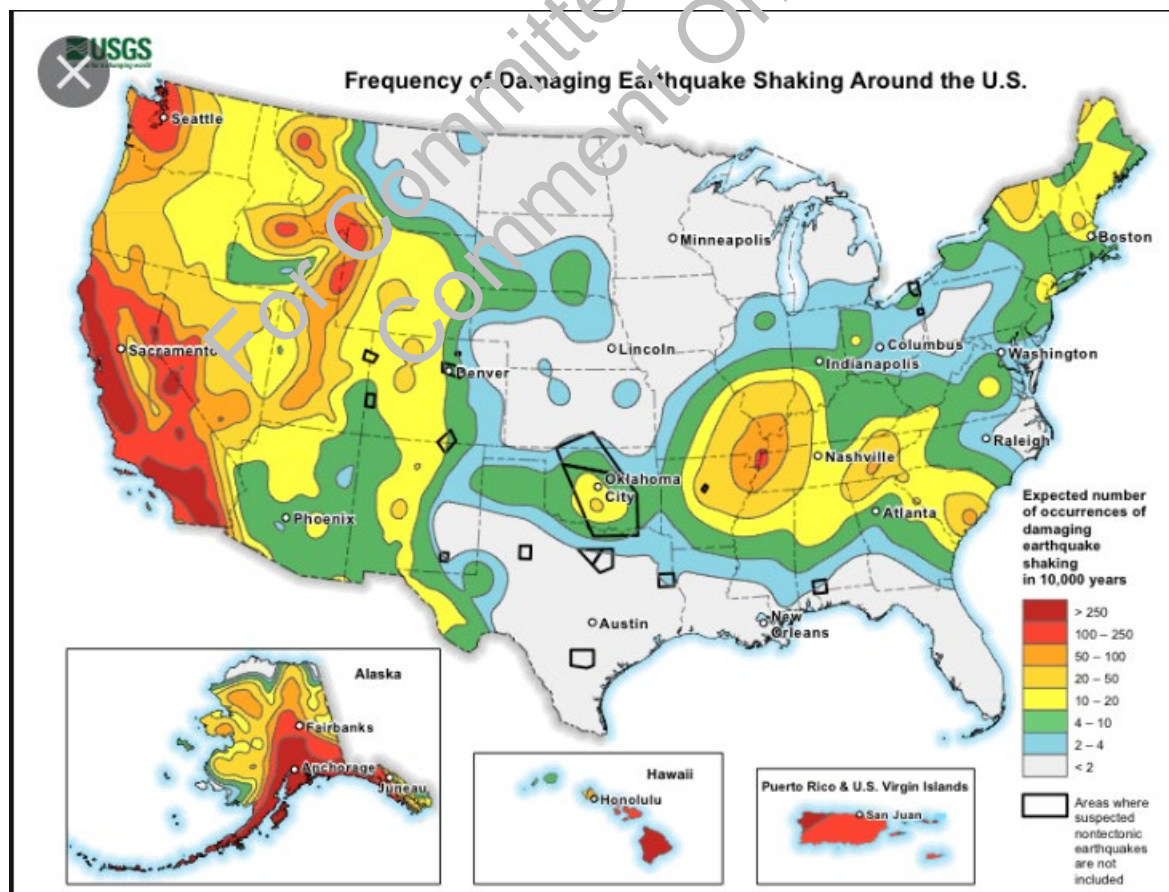 USGS
Frequency of Damaging Earthquake Shaking Around the U.S.
For Committe
Comment On
Seattle
Minneapolis
Boston
Sacramento
Lincoln
Columbus
Indianapolis
Washington
Denver
Raleigh
Nashville
Oklahoma
City
Phoenix
Atlanta
Austin
New
Orleans
Expected number
of occurrences of
damaging
earthquake
shaking
in 10,000 years
> 250
100 – 250
50 – 100
20 – 50
10 – 20
4 – 10
2 – 4
< 2
Areas where
suspected
nontectonic
earthquakes
are not
included
Alaska
Fairbanks
Anchorage
Juneau
Hawaii
Honolulu
Puerto Rico & U.S. Virgin Islands
San Juan